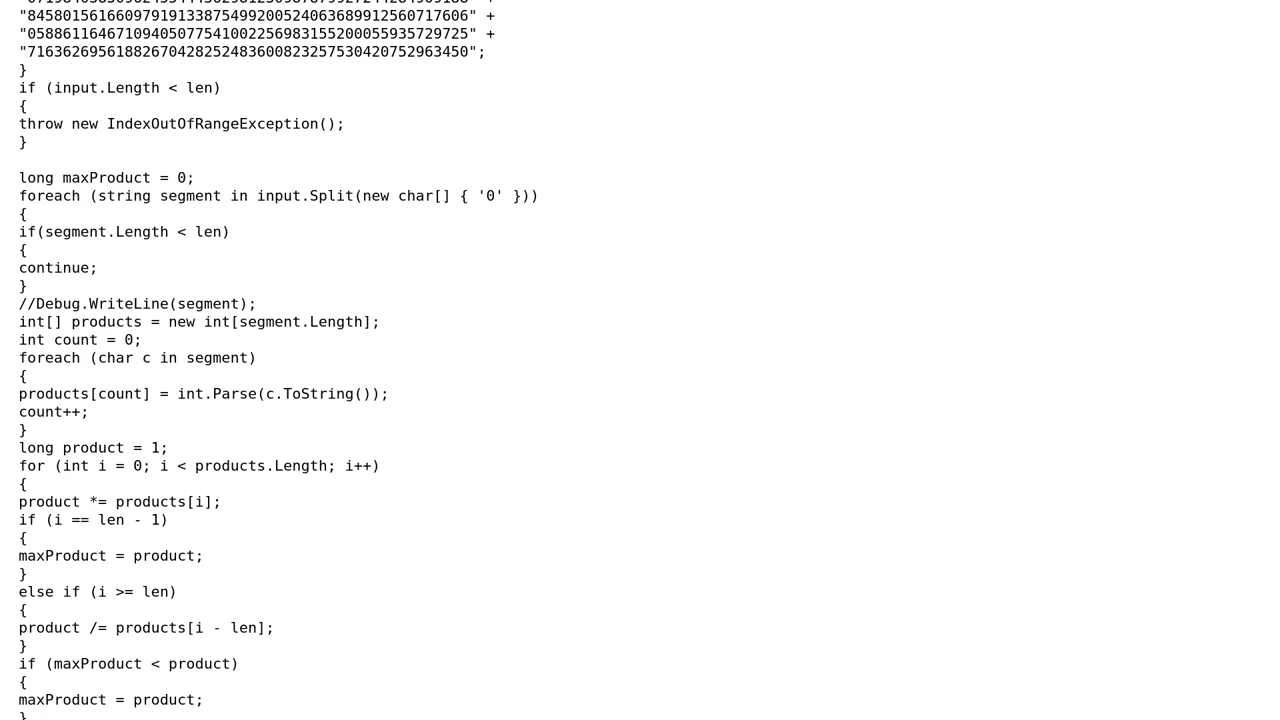 "84580156166097919133875499200524063689912560717606" +
"05886116467109405077541002256983155200055935729725" +
"71636269561882670428252483600823257530420752963450";
}
if (input.Length < len)
{
throw new IndexOutOfRangeException();
}
long maxProduct = 0;
foreach (string segment in input.Split(new char[] { '0' }))
{
if(segment.Length < len)
{
continue;
}
//Debug.WriteLine(segment);
int[] products = new int[segment.Length];
int count = 0;
foreach (char c in segment)
{
products[count] = int.Parse(c.ToString());
count++;
}
long product = 1;
for (int i = 0; i < products.Length; i++)
{
product *= products[i];
if (i == len - 1)
{
maxProduct = product;
}
else if (i >= len)
{
product /= products[i - len];
}
if (maxProduct < product)
{
maxProduct = product;
}